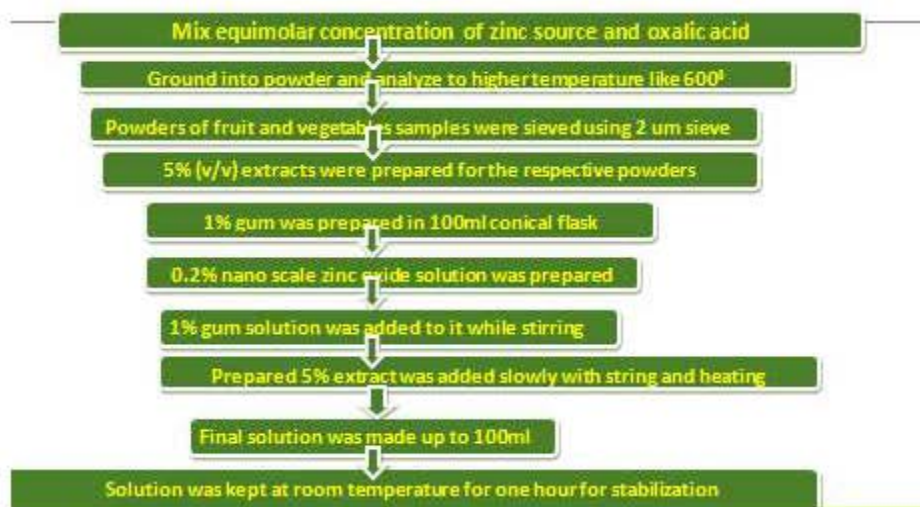 Mix equimolar concentration of zinc source and oxalic acid
Ground into powder and analyze to higher temperature like 600⁰
Powders of fruit and vegetables samples were sieved using 2 um sieve
5% (v/v) extracts were prepared for the respective powders
1% gum was prepared in 100ml conical flask
0.2% nano scale zinc oxide solution was prepared
1% gum solution was added to it while stirring
Prepared 5% extract was added slowly with string and heating
Final solution was made up to 100ml
Solution was kept at room temperature for one hour for stabilization